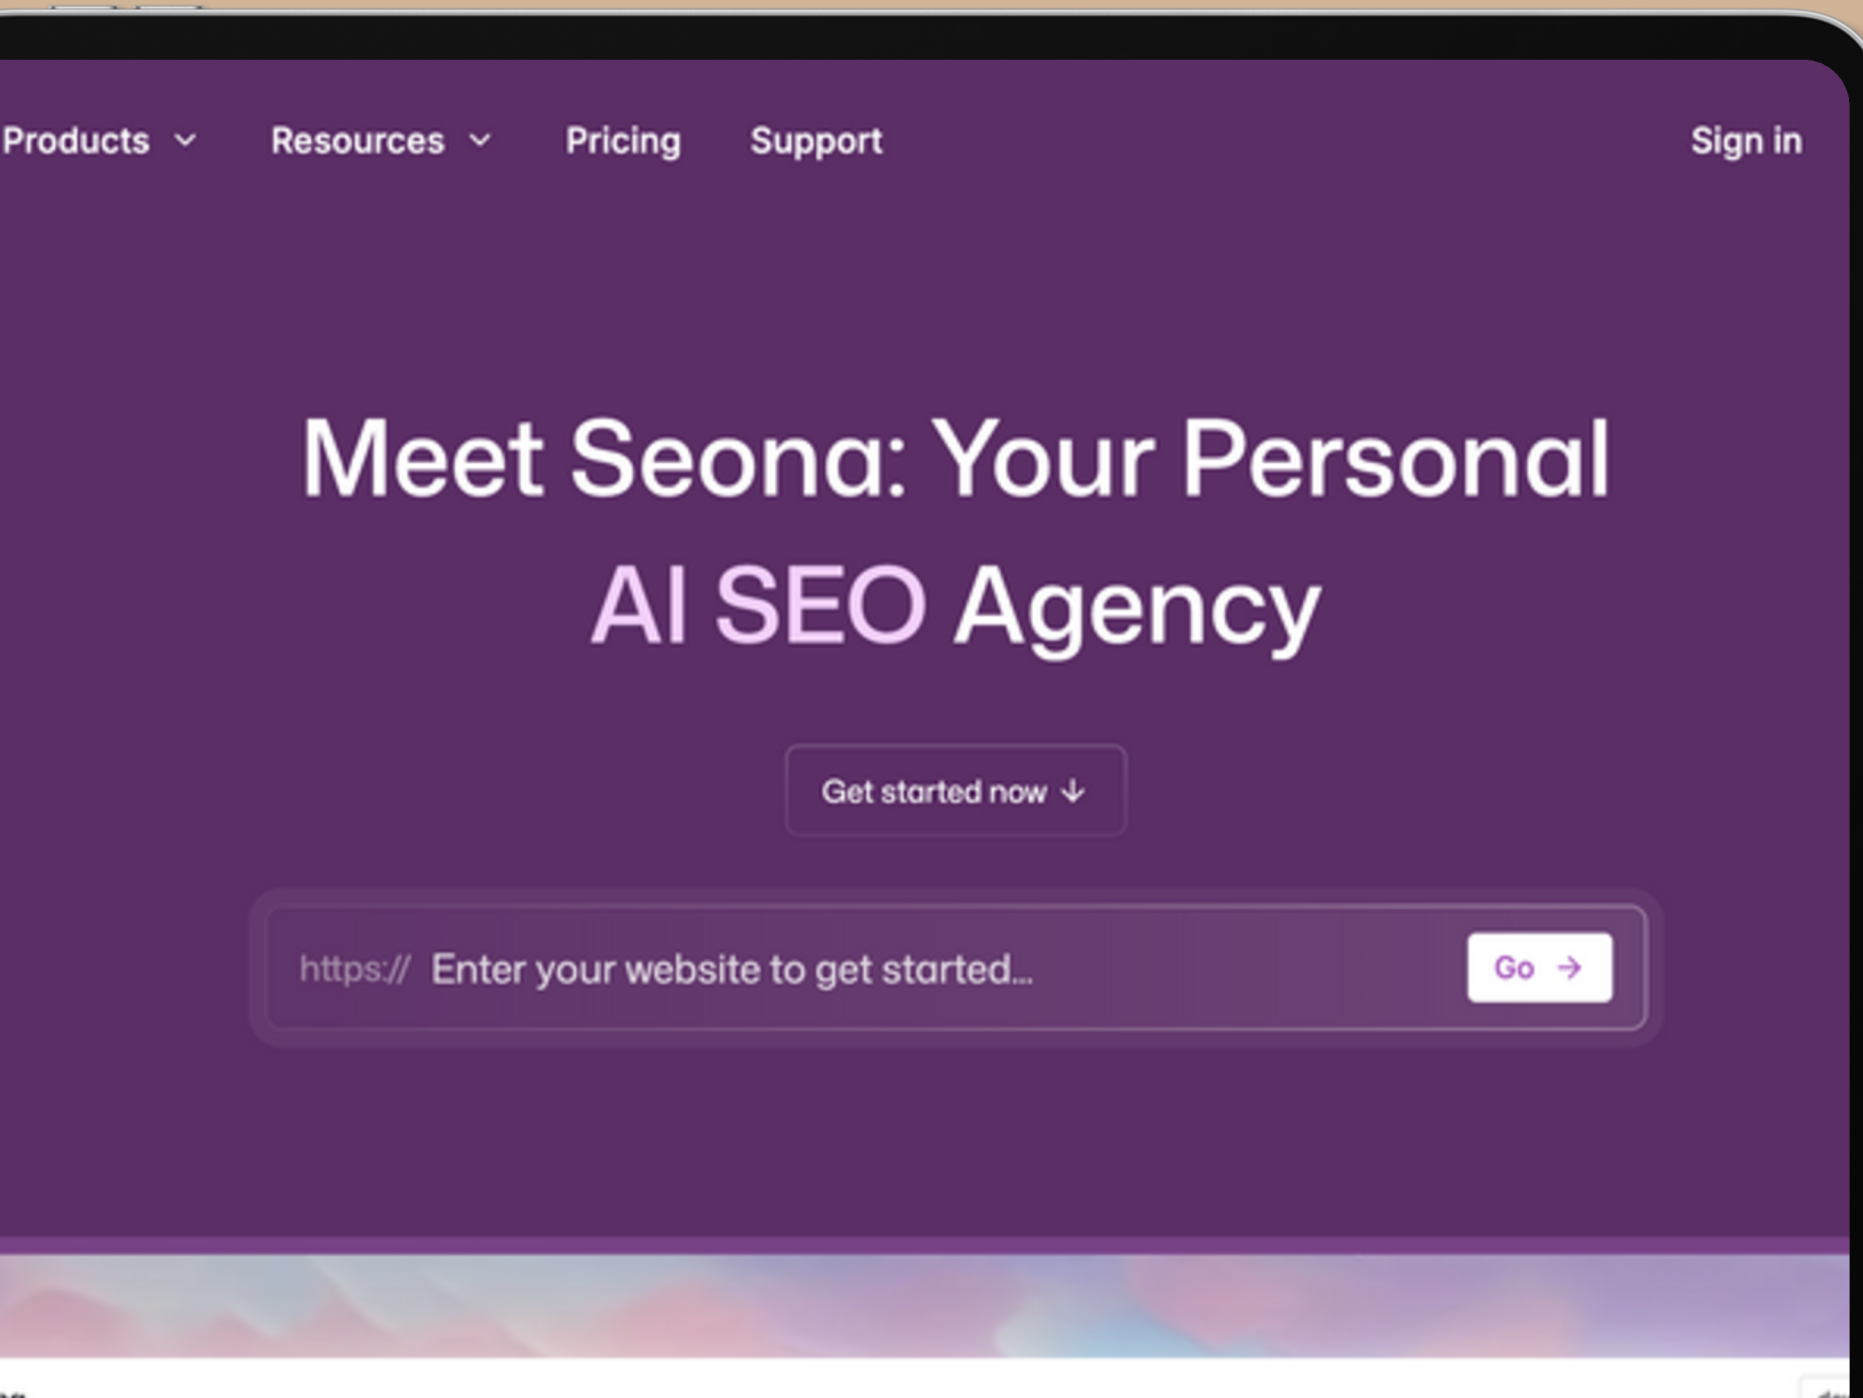 Products
Resources
Pricing
Support
Sign in
Meet Seona: Your Personal
AI SEO Agency
Get started now
https:// Enter your website to get started...
Go